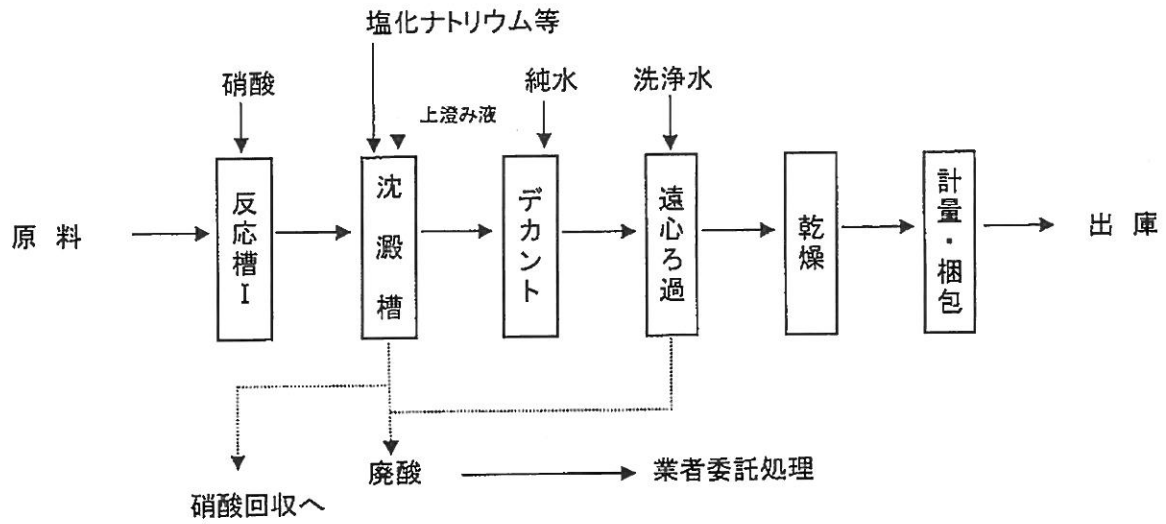 塩化ナトリウム等
硝酸
上澄み液
純水
洗浄水
原料
反応槽I
沈澱槽
デカント
遠心ろ過
乾燥
計量・梱包
出庫
廃酸
業者委託処理
硝酸回収へ